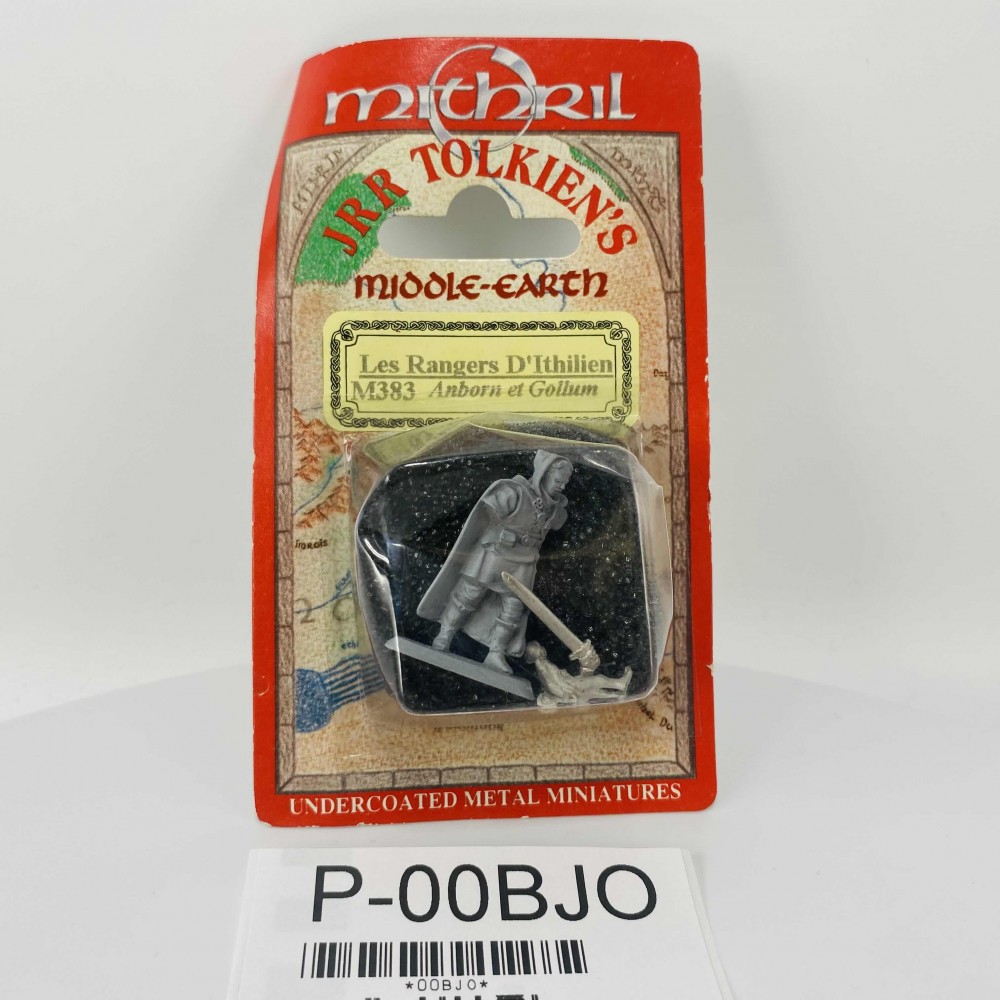 mithril
JRR TOLKIEN'S
MIDDLE-EARTH
Les Rangers D'Ithilien
M383 Anborn et Gollum
UNDERCOATED METAL MINIATURES
P-00BJO
*00BJO*